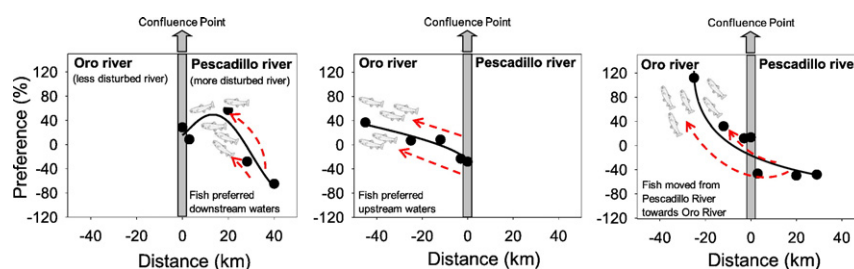 Confluence Point
Oro river
(less disturbed river)
Pescadillo river
(more disturbed river)
Preference (%)
120
80
40
0
-40
-80
-120
Fish preferred
downstream waters
-40
-20
0
20
40
Distance (km)
Confluence Point
Oro river
Pescadillo river
120
80
40
0
-40
-80
-120
Fish preferred
upstream waters
-40
-20
0
20
40
Distance (km)
Confluence Point
Oro river
Pescadillo river
120
80
40
0
-40
-80
-120
Fish moved from
Pescadillo River
towards Oro River
-40
-20
0
20
40
Distance (km)